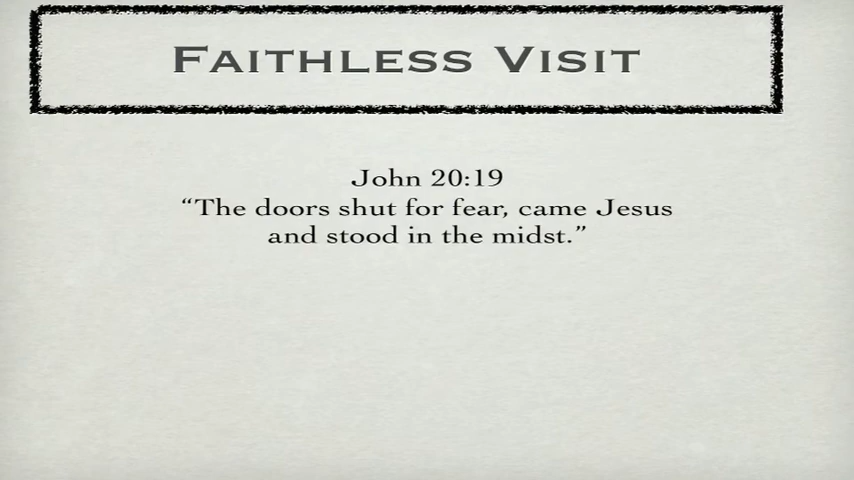 Faithless Visit
John 20:19
“The doors shut for fear, came Jesus
and stood in the midst.”